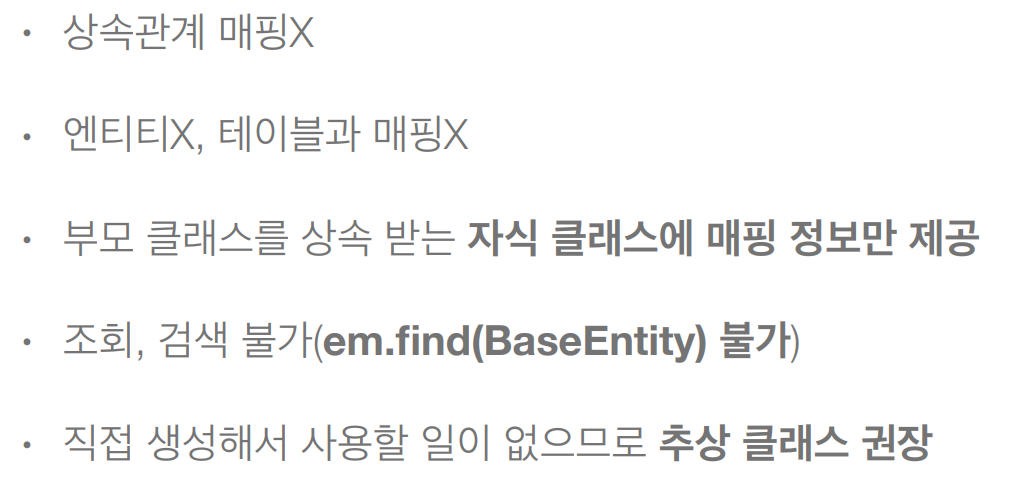 • 상속관계 매핑X
• 엔티티X, 테이블과 매핑X
• 부모 클래스를 상속 받는 자식 클래스에 매핑 정보만 제공
• 조회, 검색 불가(em.find(BaseEntity) 불가)
• 직접 생성해서 사용할 일이 없으므로 추상 클래스 권장